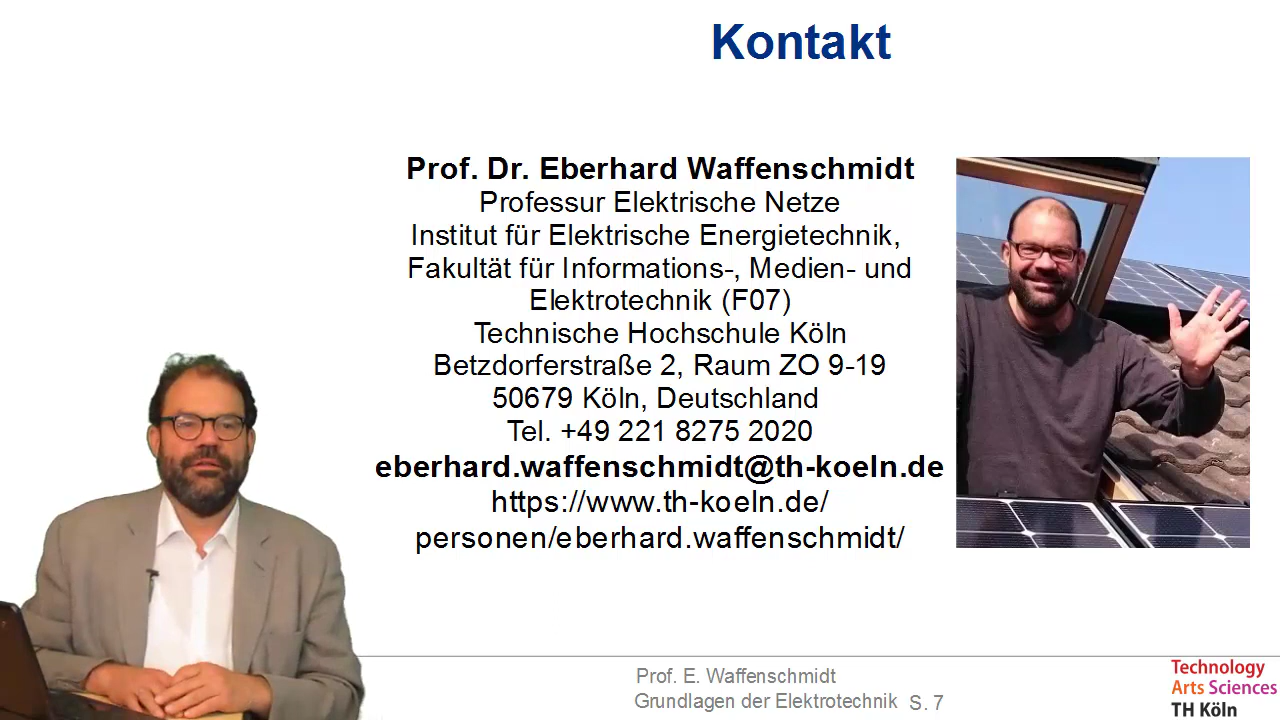 Kontakt
Prof. Dr. Eberhard Waffenschmidt
Professur Elektrische Netze
Institut für Elektrische Energietechnik,
Fakultät für Informations-, Medien- und
Elektrotechnik (F07)
Technische Hochschule Köln
Betzdorferstraße 2, Raum ZO 9-19
50679 Köln, Deutschland
Tel. +49 221 8275 2020
eberhard.waffenschmidt@th-koeln.de
https://www.th-koeln.de/
personen/eberhard.waffenschmidt/
Prof. E. Waffenschmidt
Grundlagen der Elektrotechnik S. 7
Technology
Arts Sciences
TH Köln